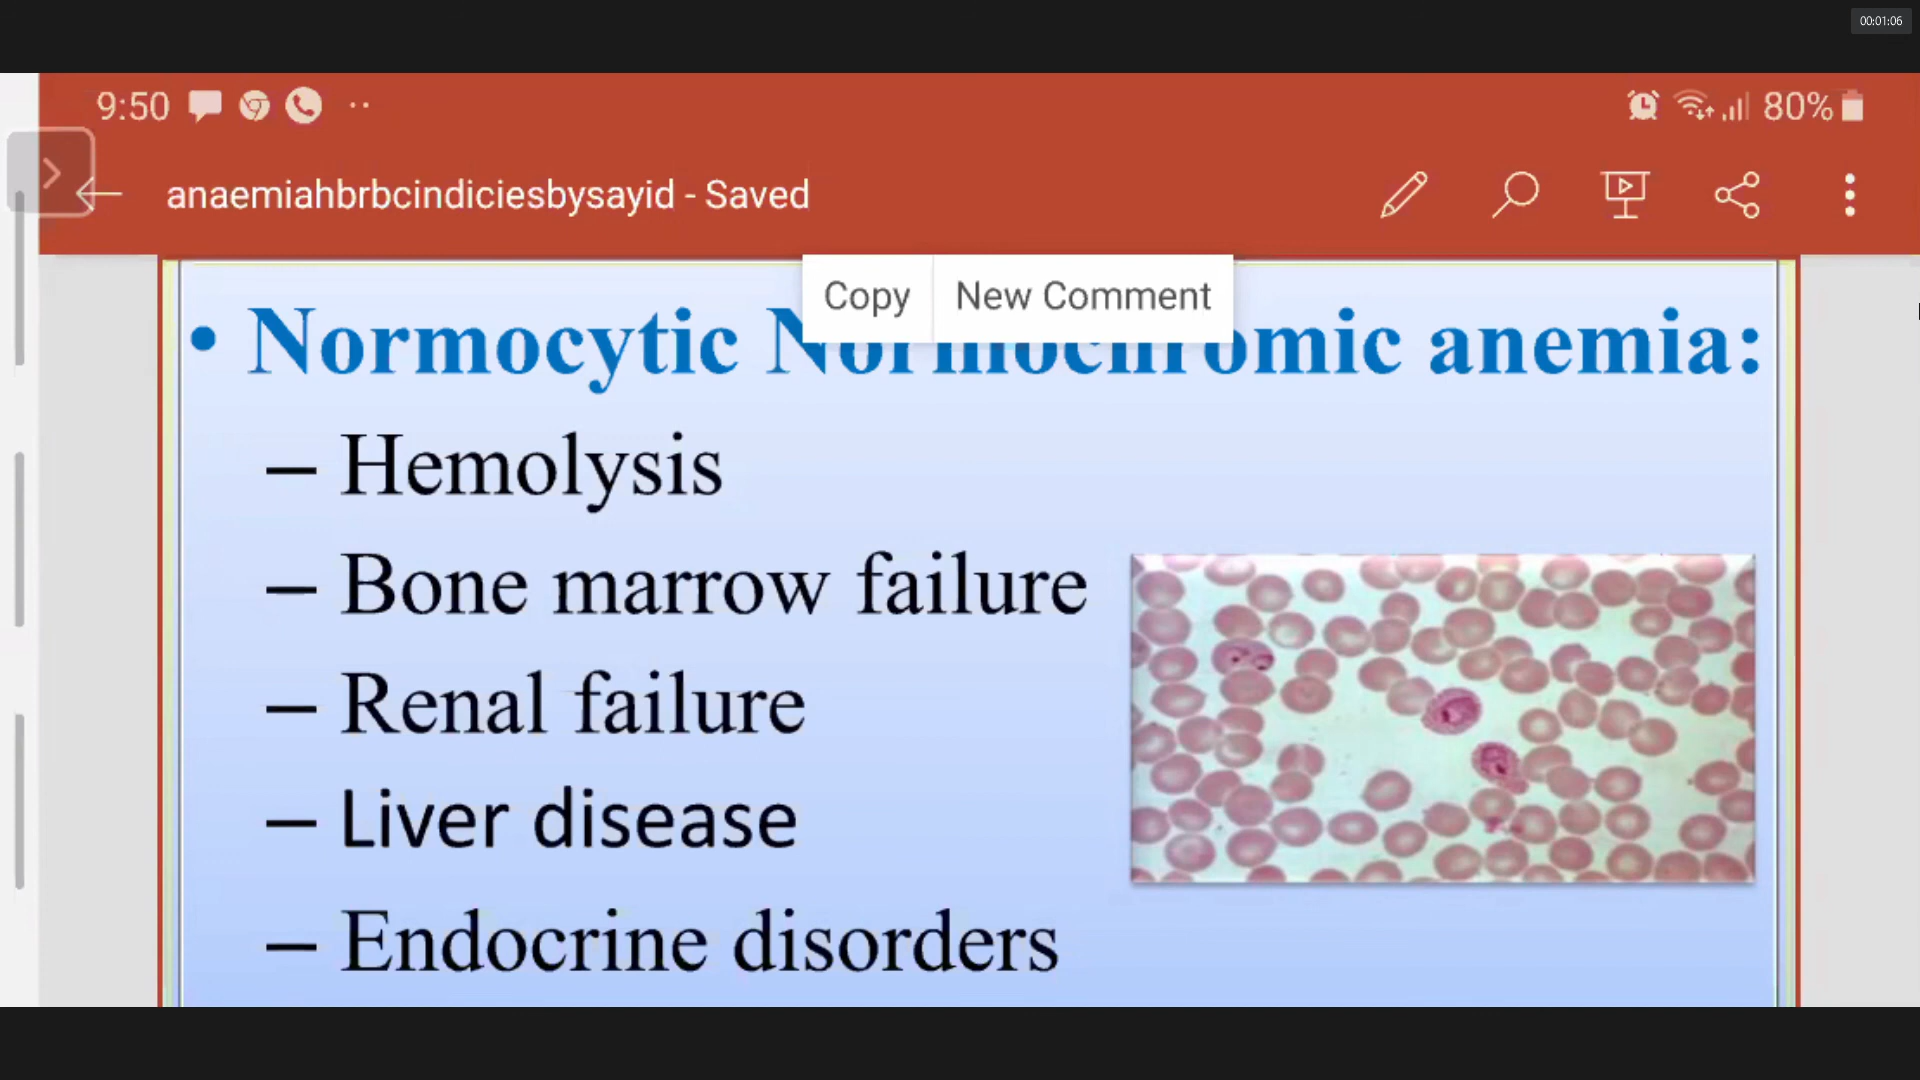 00:01:06
9:50
80%
anaemiahbrbcindiciesbysayid - Saved
Copy
New Comment
• Normocytic Normochromic anemia:
– Hemolysis
– Bone marrow failure
– Renal failure
– Liver disease
– Endocrine disorders